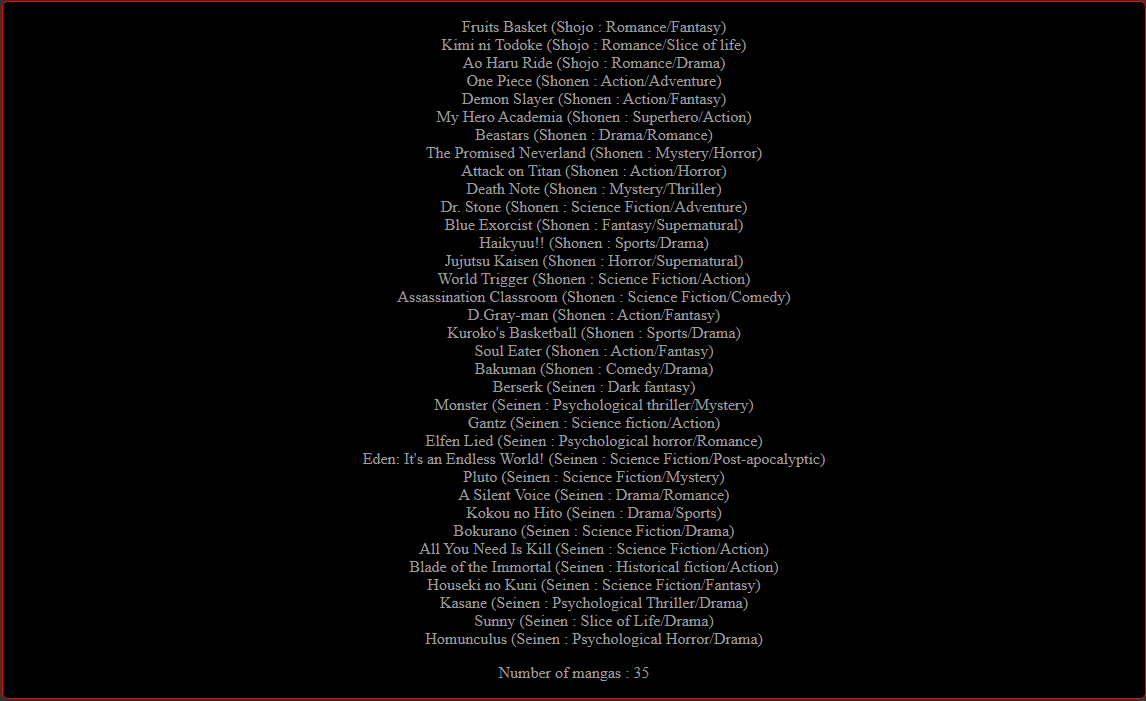 Fruits Basket (Shojo : Romance/Fantasy)
Kimi ni Todoke (Shojo : Romance/Slice of life)
Ao Haru Ride (Shojo : Romance/Drama)
One Piece (Shonen : Action/Adventure)
Demon Slayer (Shonen : Action/Fantasy)
My Hero Academia (Shonen : Superhero/Action)
Beastars (Shonen : Drama/Romance)
The Promised Neverland (Shonen : Mystery/Horror)
Attack on Titan (Shonen : Action/Horror)
Death Note (Shonen : Mystery/Thriller)
Dr. Stone (Shonen : Science Fiction/Adventure)
Blue Exorcist (Shonen : Fantasy/Supernatural)
Haikyuu!! (Shonen : Sports/Drama)
Jujutsu Kaisen (Shonen : Horror/Supernatural)
World Trigger (Shonen : Science Fiction/Action)
Assassination Classroom (Shonen : Science Fiction/Comedy)
D.Gray-man (Shonen : Action/Fantasy)
Kuroko's Basketball (Shonen : Sports/Drama)
Soul Eater (Shonen : Action/Fantasy)
Bakuman (Shonen : Comedy/Drama)
Berserk (Seinen : Dark fantasy)
Monster (Seinen : Psychological thriller/Mystery)
Gantz (Seinen : Science fiction/Action)
Elfen Lied (Seinen : Psychological horror/Romance)
Eden: It's an Endless World! (Seinen : Science Fiction/Post-apocalyptic)
Pluto (Seinen : Science Fiction/Mystery)
A Silent Voice (Seinen : Drama/Romance)
Kokou no Hito (Seinen : Drama/Sports)
Bokurano (Seinen : Science Fiction/Drama)
All You Need Is Kill (Seinen : Science Fiction/Action)
Blade of the Immortal (Seinen : Historical fiction/Action)
Houseki no Kuni (Seinen : Science Fiction/Fantasy)
Kasane (Seinen : Psychological Thriller/Drama)
Sunny (Seinen : Slice of Life/Drama)
Homunculus (Seinen : Psychological Horror/Drama)
Number of mangas : 35